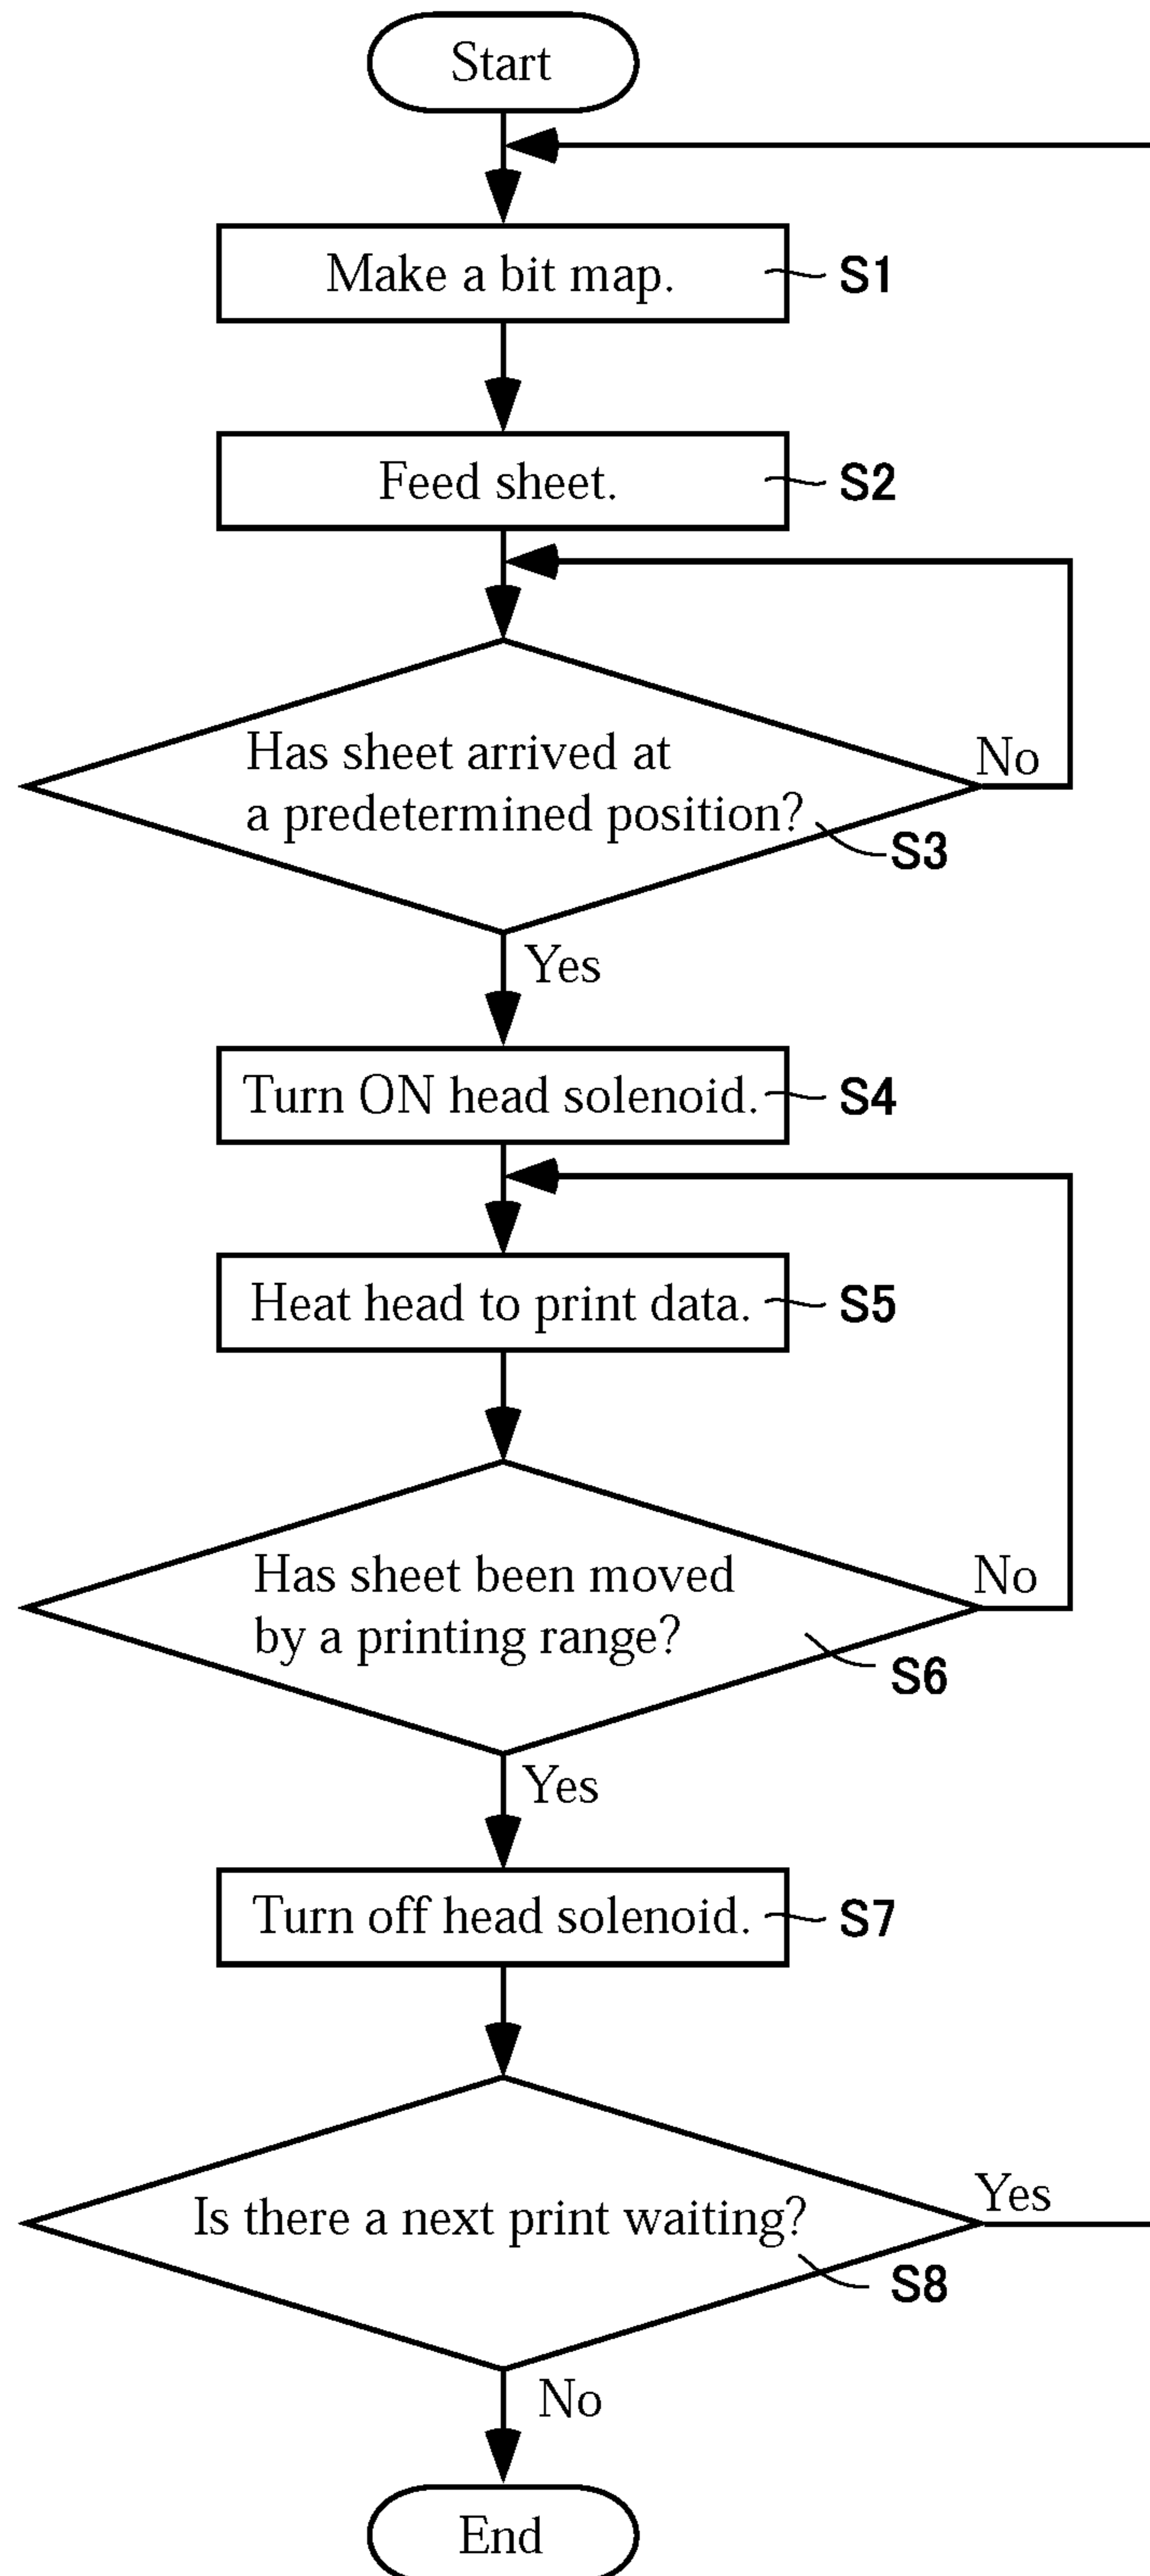 Start
Make a bit map.
S1
Feed sheet.
S2
Has sheet arrived at
a predetermined position?
No
S3
Yes
Turn ON head solenoid.
S4
Heat head to print data.
S5
Has sheet been moved
by a printing range?
No
S6
Yes
Turn off head solenoid.
S7
Is there a next print waiting?
Yes
S8
No
End